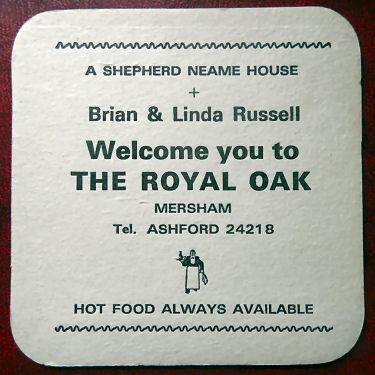 A SHEPHERD NEAME HOUSE
+
Brian & Linda Russell
Welcome you to
THE ROYAL OAK
MERSHAM
Tel. ASHFORD 24218
HOT FOOD ALWAYS AVAILABLE